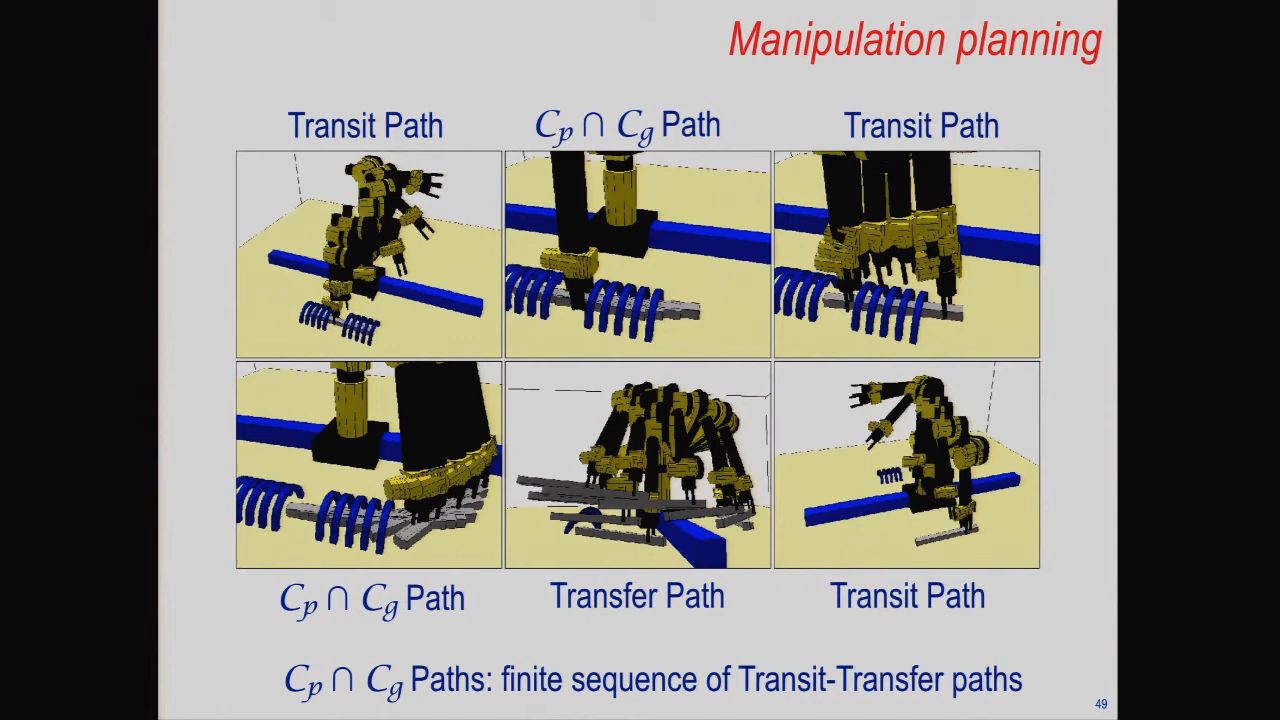 Manipulation planning
Transit Path
Cp ∩ Cg Path
Transit Path
Cp ∩ Cg Path
Transfer Path
Transit Path
Cp ∩ Cg Paths: finite sequence of Transit-Transfer paths
49